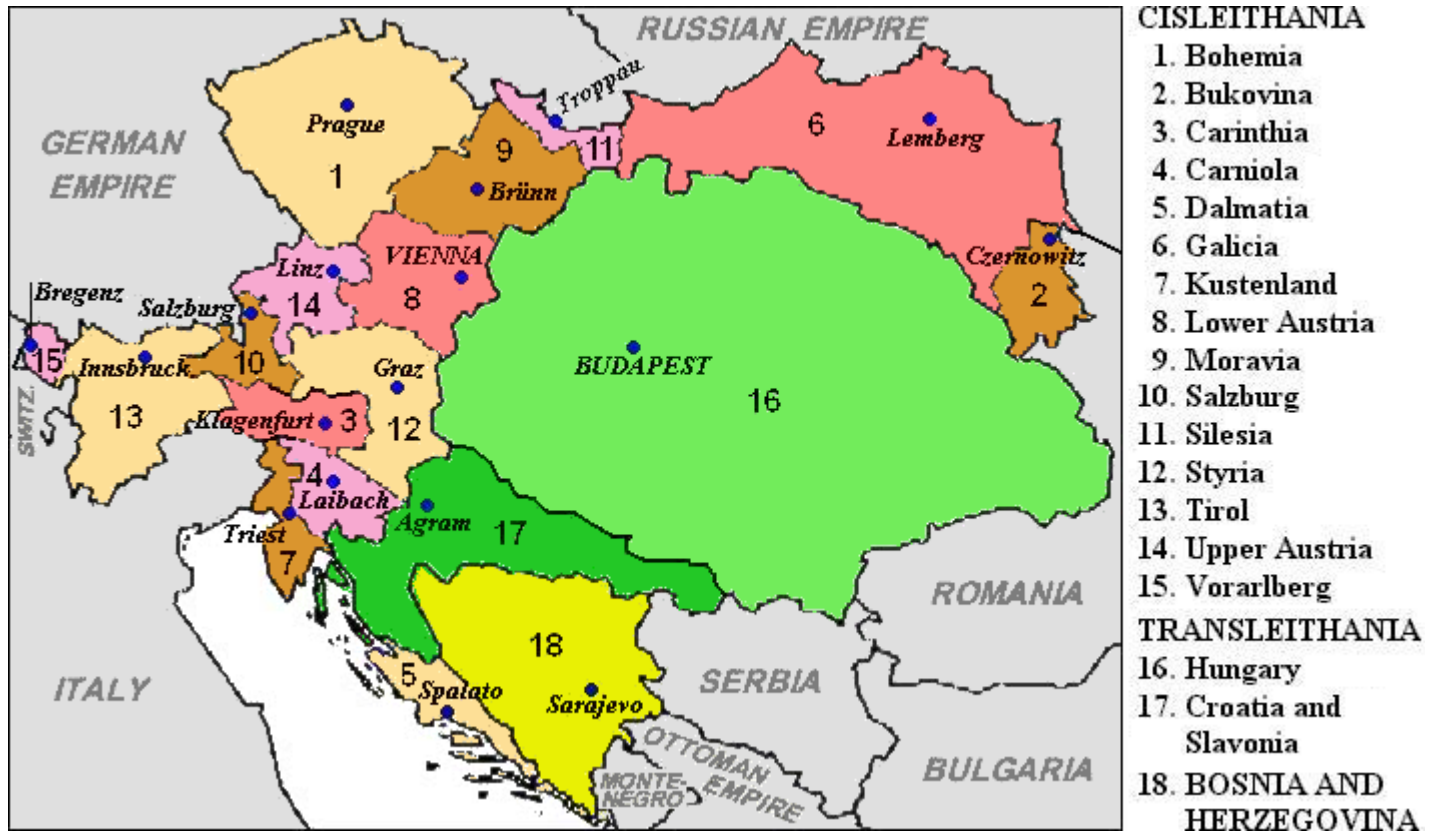 RUSSIAN EMPIRE
Troppau
Prague
6
Lemberg
GERMAN
EMPIRE
9
11
1
Brünn
VIENNA
Czernowitz
Linz
Bregenz
Salzburg
14
8
2
15
Innsbruck
10
Graz
BUDAPEST
16
SWITZ.
13
Klagenfurt
3
12
4
Laibach
Agram
17
Triest
7
ROMANIA
18
ITALY
5
Spalato
Sarajevo
SERBIA
OTTOMAN
EMPIRE
MONTE-
NEGRO
BULGARIA
CISLEITHANIA
1. Bohemia
2. Bukovina
3. Carinthia
4. Carniola
5. Dalmatia
6. Galicia
7. Kustenland
8. Lower Austria
9. Moravia
10. Salzburg
11. Silesia
12. Styria
13. Tirol
14. Upper Austria
15. Vorarlberg
TRANSLEITHANIA
16. Hungary
17. Croatia and
Slavonia
18. BOSNIA AND
HERZEGOVINA